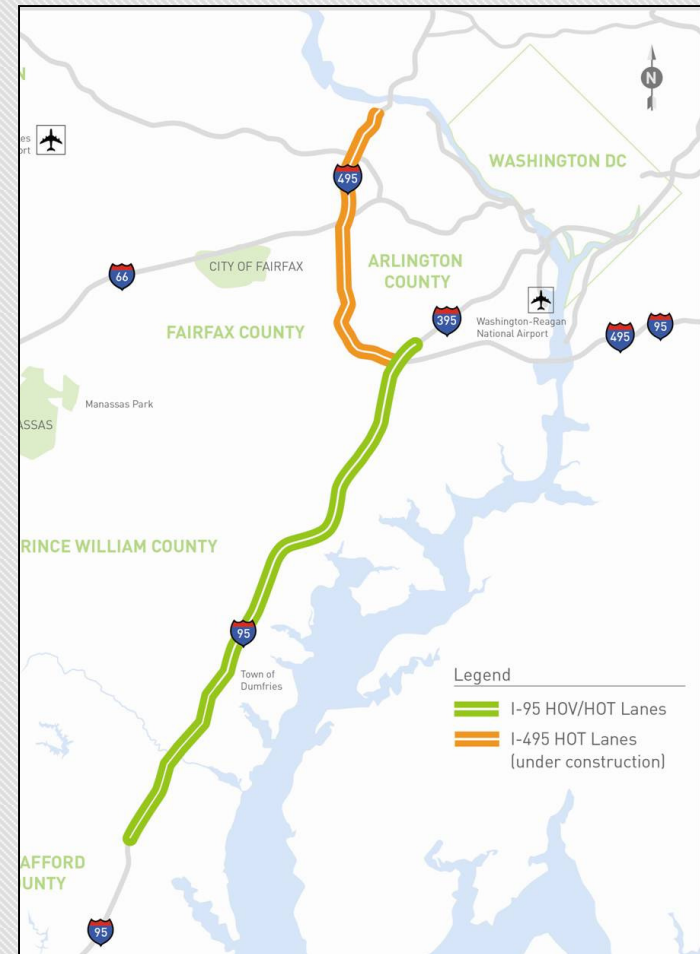 N
N
es
ort
WASHINGTON DC
495
ARLINGTON
COUNTY
CITY OF FAIRFAX
66
395
Washington-Reagan
National Airport
495
95
FAIRFAX COUNTY
Manassas Park
ASSAS
RINCE WILLIAM COUNTY
95
Town of
Dumfries
Legend
I-95 HOV/HOT Lanes
I-495 HOT Lanes
(under construction)
AFFORD
UNTY
95